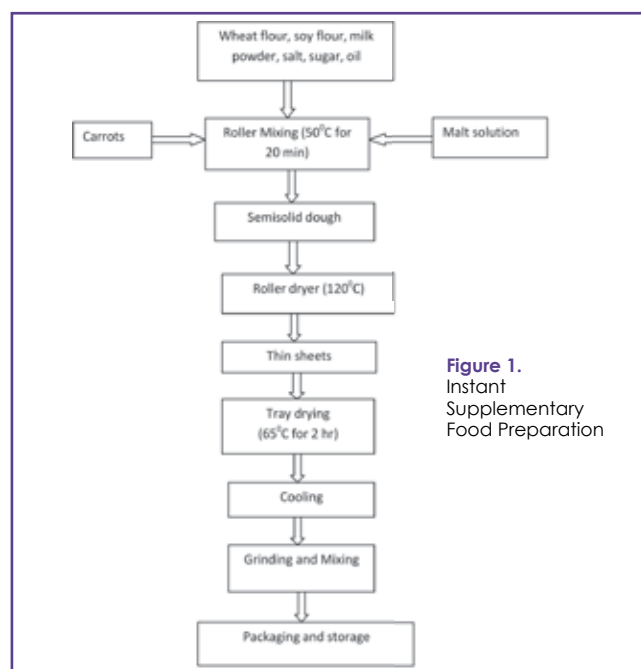 Wheat flour, soy flour, milk
powder, salt, sugar, oil
Carrots
Roller Mixing (50⁰C for
20 min)
Malt solution
Semisolid dough
Roller dryer (120⁰C)
Thin sheets
Tray drying
(65⁰C for 2 hr)
Cooling
Grinding and Mixing
Packaging and storage
Figure 1.
Instant
Supplementary
Food Preparation